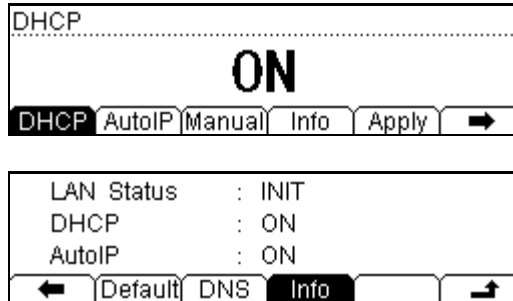 DHCP
ON
DHCP AutoIP Manual Info Apply ➡
LAN Status : INIT
DHCP : ON
AutoIP : ON
⬅ Default DNS Info